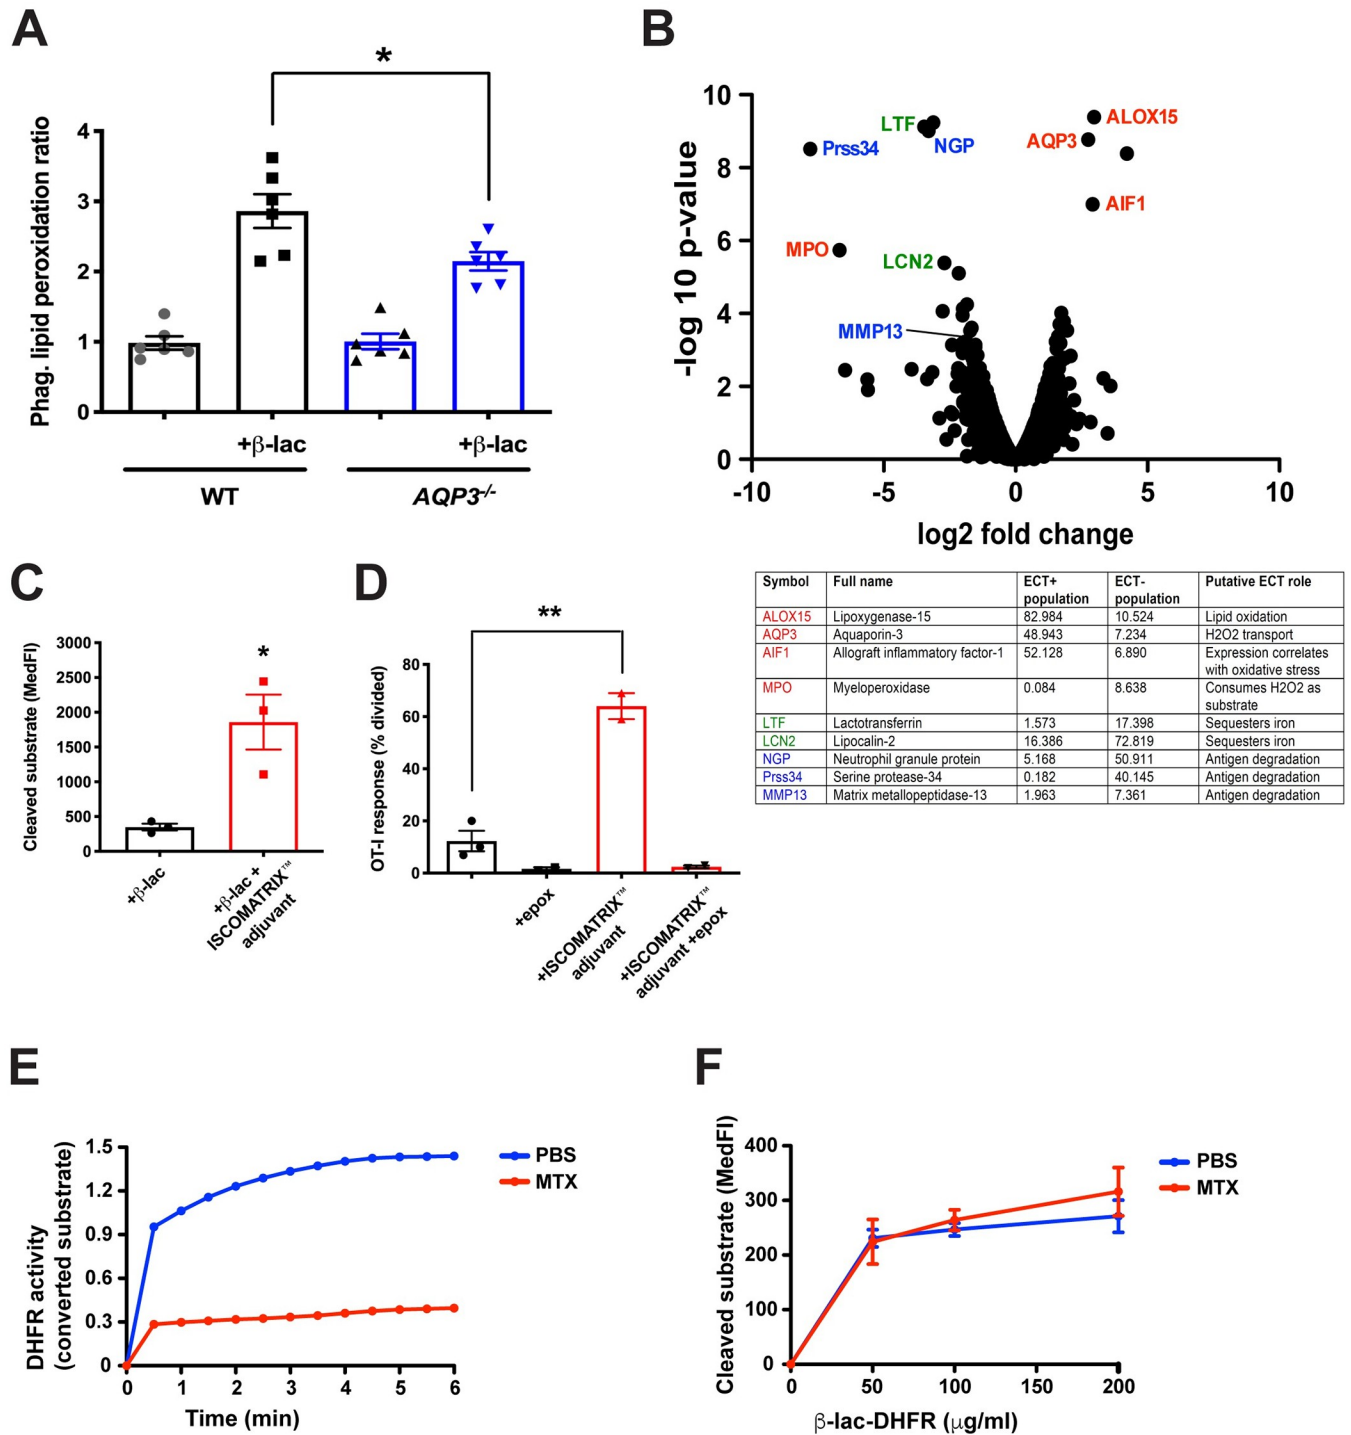 A
*
Phag. lipid peroxidation ratio
4
3
2
1
0
+β-lac
+β-lac
WT
AQP3-/-
B
-log 10 p-value
10
8
6
4
2
0
-10
-5
0
5
10
log2 fold change
LTF
NGP
Prss34
ALOX15
AQP3
AIF1
MPO
LCN2
MMP13
Symbol Full name ECT+ population ECT- population Putative ECT role
ALOX15 Lipoxygenase-15 82.984 10.524 Lipid oxidation
AQP3 Aquaporin-3 48.943 7.234 H2O2 transport
AIF1 Allograft inflammatory factor-1 52.128 6.890 Expression correlates
with oxidative stress
MPO Myeloperoxidase 0.084 8.638 Consumes H2O2 as
substrate
LTF Lactotransferrin 1.573 17.398 Sequesters iron
LCN2 Lipocalin-2 16.386 72.819 Sequesters iron
NGP Neutrophil granule protein 5.168 50.911 Antigen degradation
Prss34 Serine protease-34 0.182 40.145 Antigen degradation
MMP13 Matrix metallopeptidase-13 1.963 7.361 Antigen degradation
C
Cleaved substrate (MedFI)
3000
2500
2000
1500
1000
500
0
*
+β-lac
+β-lac +
ISCOMATRIX™
adjuvant
D
OT-I response (% divided)
80
60
40
20
0
**
+epox
+ISCOMATRIX™
adjuvant
+ISCOMATRIX™
adjuvant +epox
E
DHFR activity
(converted substrate)
1.5
1.2
0.9
0.6
0.3
0
0
1
2
3
4
5
6
Time (min)
PBS
MTX
F
Cleaved substrate (MedFI)
400
300
200
100
0
0
50
100
150
200
β-lac-DHFR (μg/ml)
PBS
MTX